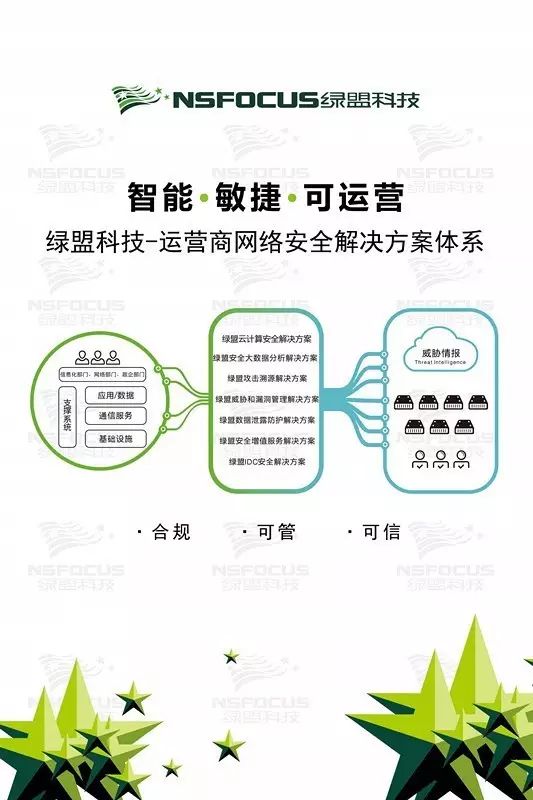 NSFOCUS绿盟科技
智能·敏捷·可运营
绿盟科技-运营商网络安全解决方案体系
信息化部门、网络部门、政企部门
支撑系统
应用/数据
通信服务
基础设施
绿盟云计算安全解决方案
绿盟安全大数据分析解决方案
绿盟攻击溯源解决方案
绿盟威胁和漏洞管理解决方案
绿盟数据泄露防护解决方案
绿盟安全增值服务解决方案
绿盟IDC安全解决方案
威胁情报
Threat Intelligence
·合规 ·可管 ·可信